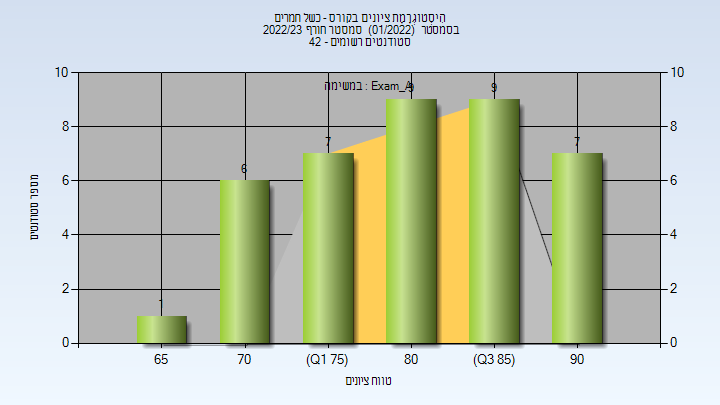 היסטוגרמת ציונים בקורס - כשל חמרים
בסמסטר (01/2022) סמסטר חורף 2022/23
סטודנטים רשומים - 42
במשימה : Exam_A
10 10
8 8
6 6
4 4
2 2
0 0
1 6 7 9 9 7
65 70 (Q1 75) 80 (Q3 85) 90
מספר סטודנטים
טווח ציונים